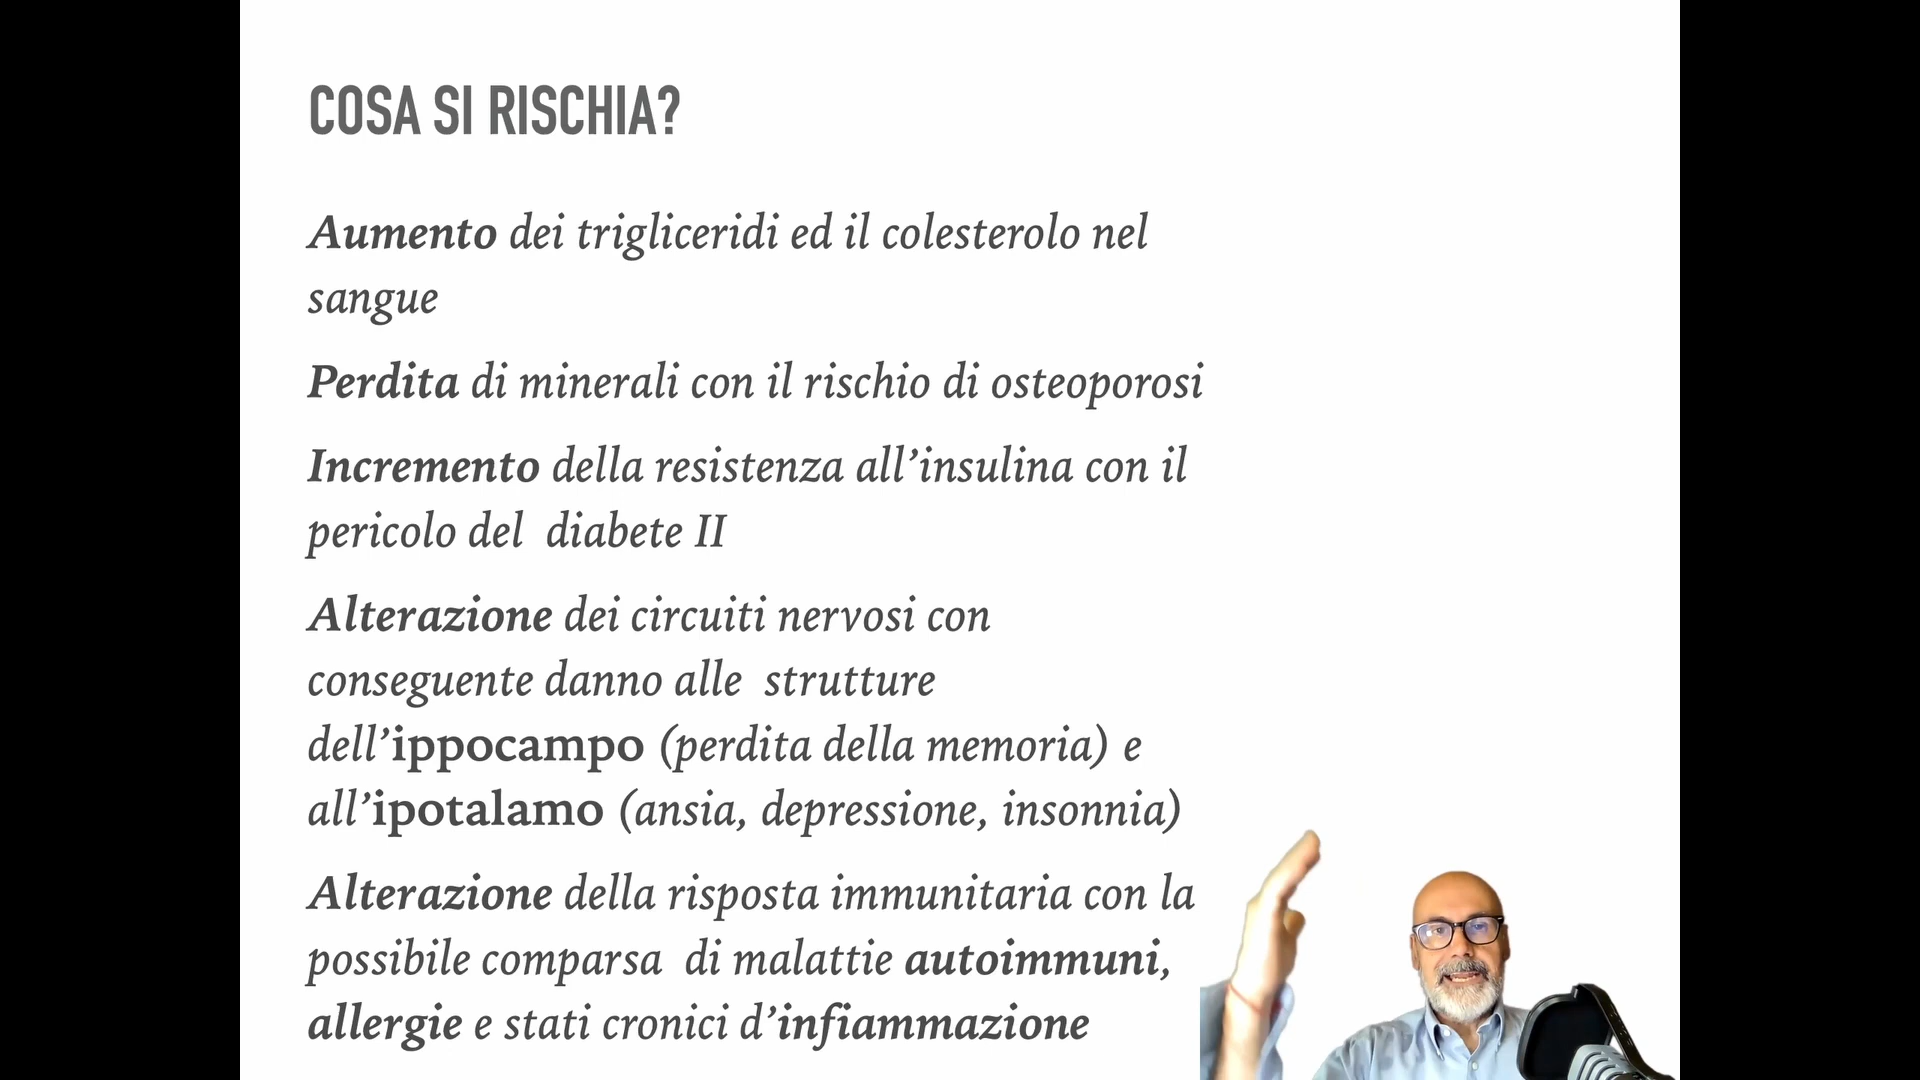 COSA SI RISCHIA?
Aumento dei trigliceridi ed il colesterolo nel
sangue
Perdita di minerali con il rischio di osteoporosi
Incremento della resistenza all’insulina con il
pericolo del  diabete II
Alterazione dei circuiti nervosi con
conseguente danno alle  strutture
dell’ippocampo (perdita della memoria) e
all’ipotalamo (ansia, depressione, insonnia)
Alterazione della risposta immunitaria con la
possibile comparsa  di malattie autoimmuni,
allergie e stati cronici d’infiammazione